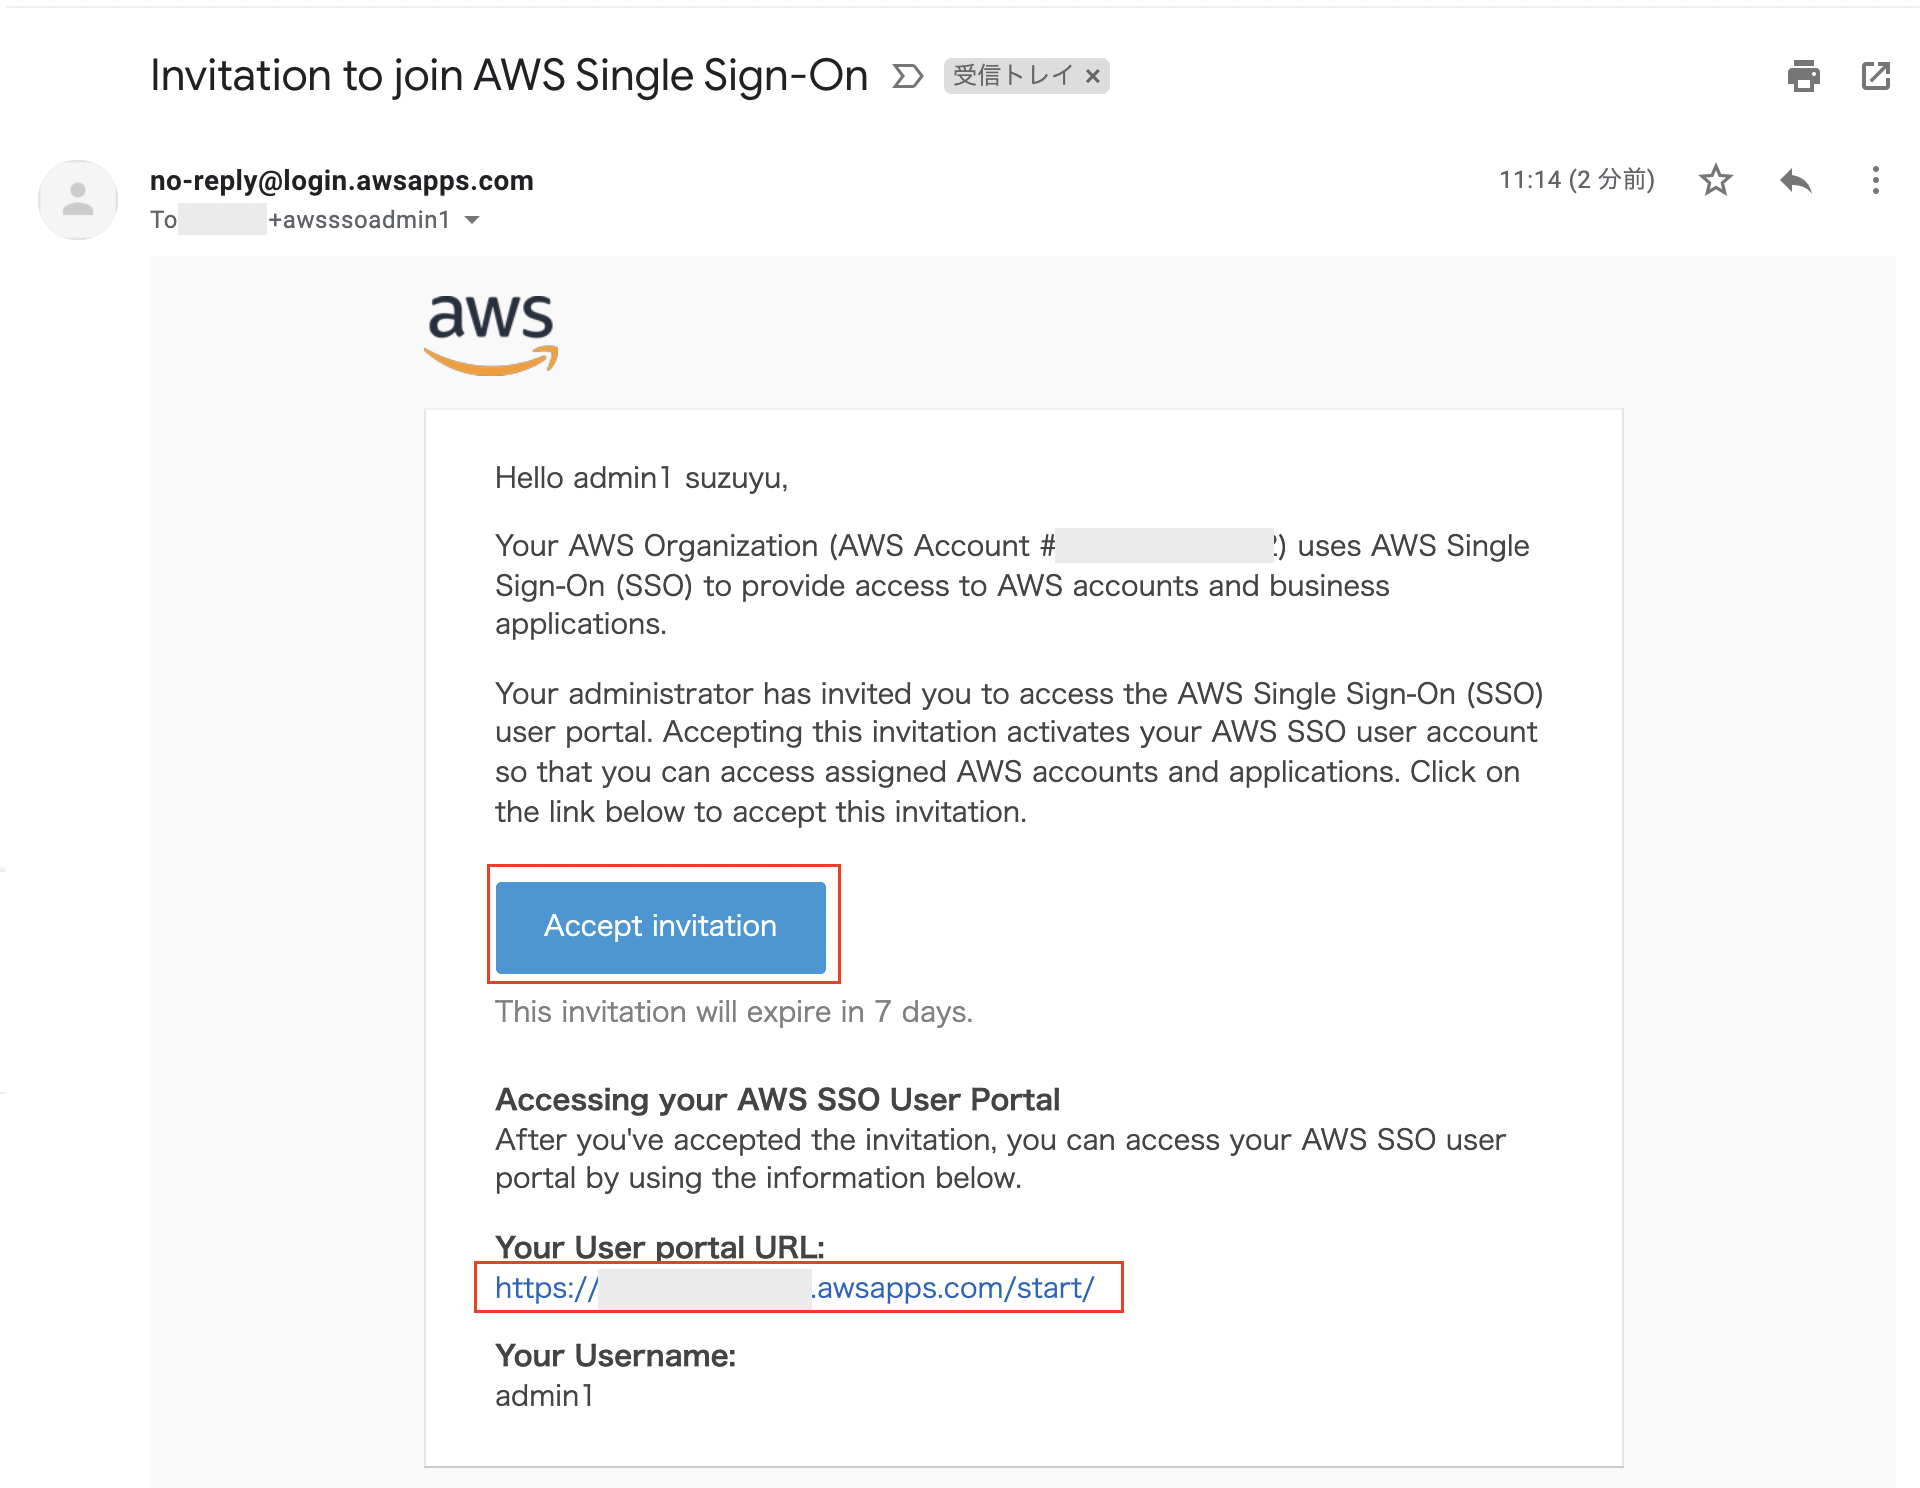 Invitation to join AWS Single Sign-On 受信トレイ ×
no-reply@login.awsapps.com 11:14 (2 分前)
To +awsssoadmin1
aws
Hello admin1 suzuyu,
Your AWS Organization (AWS Account # ) uses AWS Single
Sign-On (SSO) to provide access to AWS accounts and business
applications.
Your administrator has invited you to access the AWS Single Sign-On (SSO)
user portal. Accepting this invitation activates your AWS SSO user account
so that you can access assigned AWS accounts and applications. Click on
the link below to accept this invitation.
Accept invitation
This invitation will expire in 7 days.
Accessing your AWS SSO User Portal
After you've accepted the invitation, you can access your AWS SSO user
portal by using the information below.
Your User portal URL:
https:// .awsapps.com/start/
Your Username:
admin1